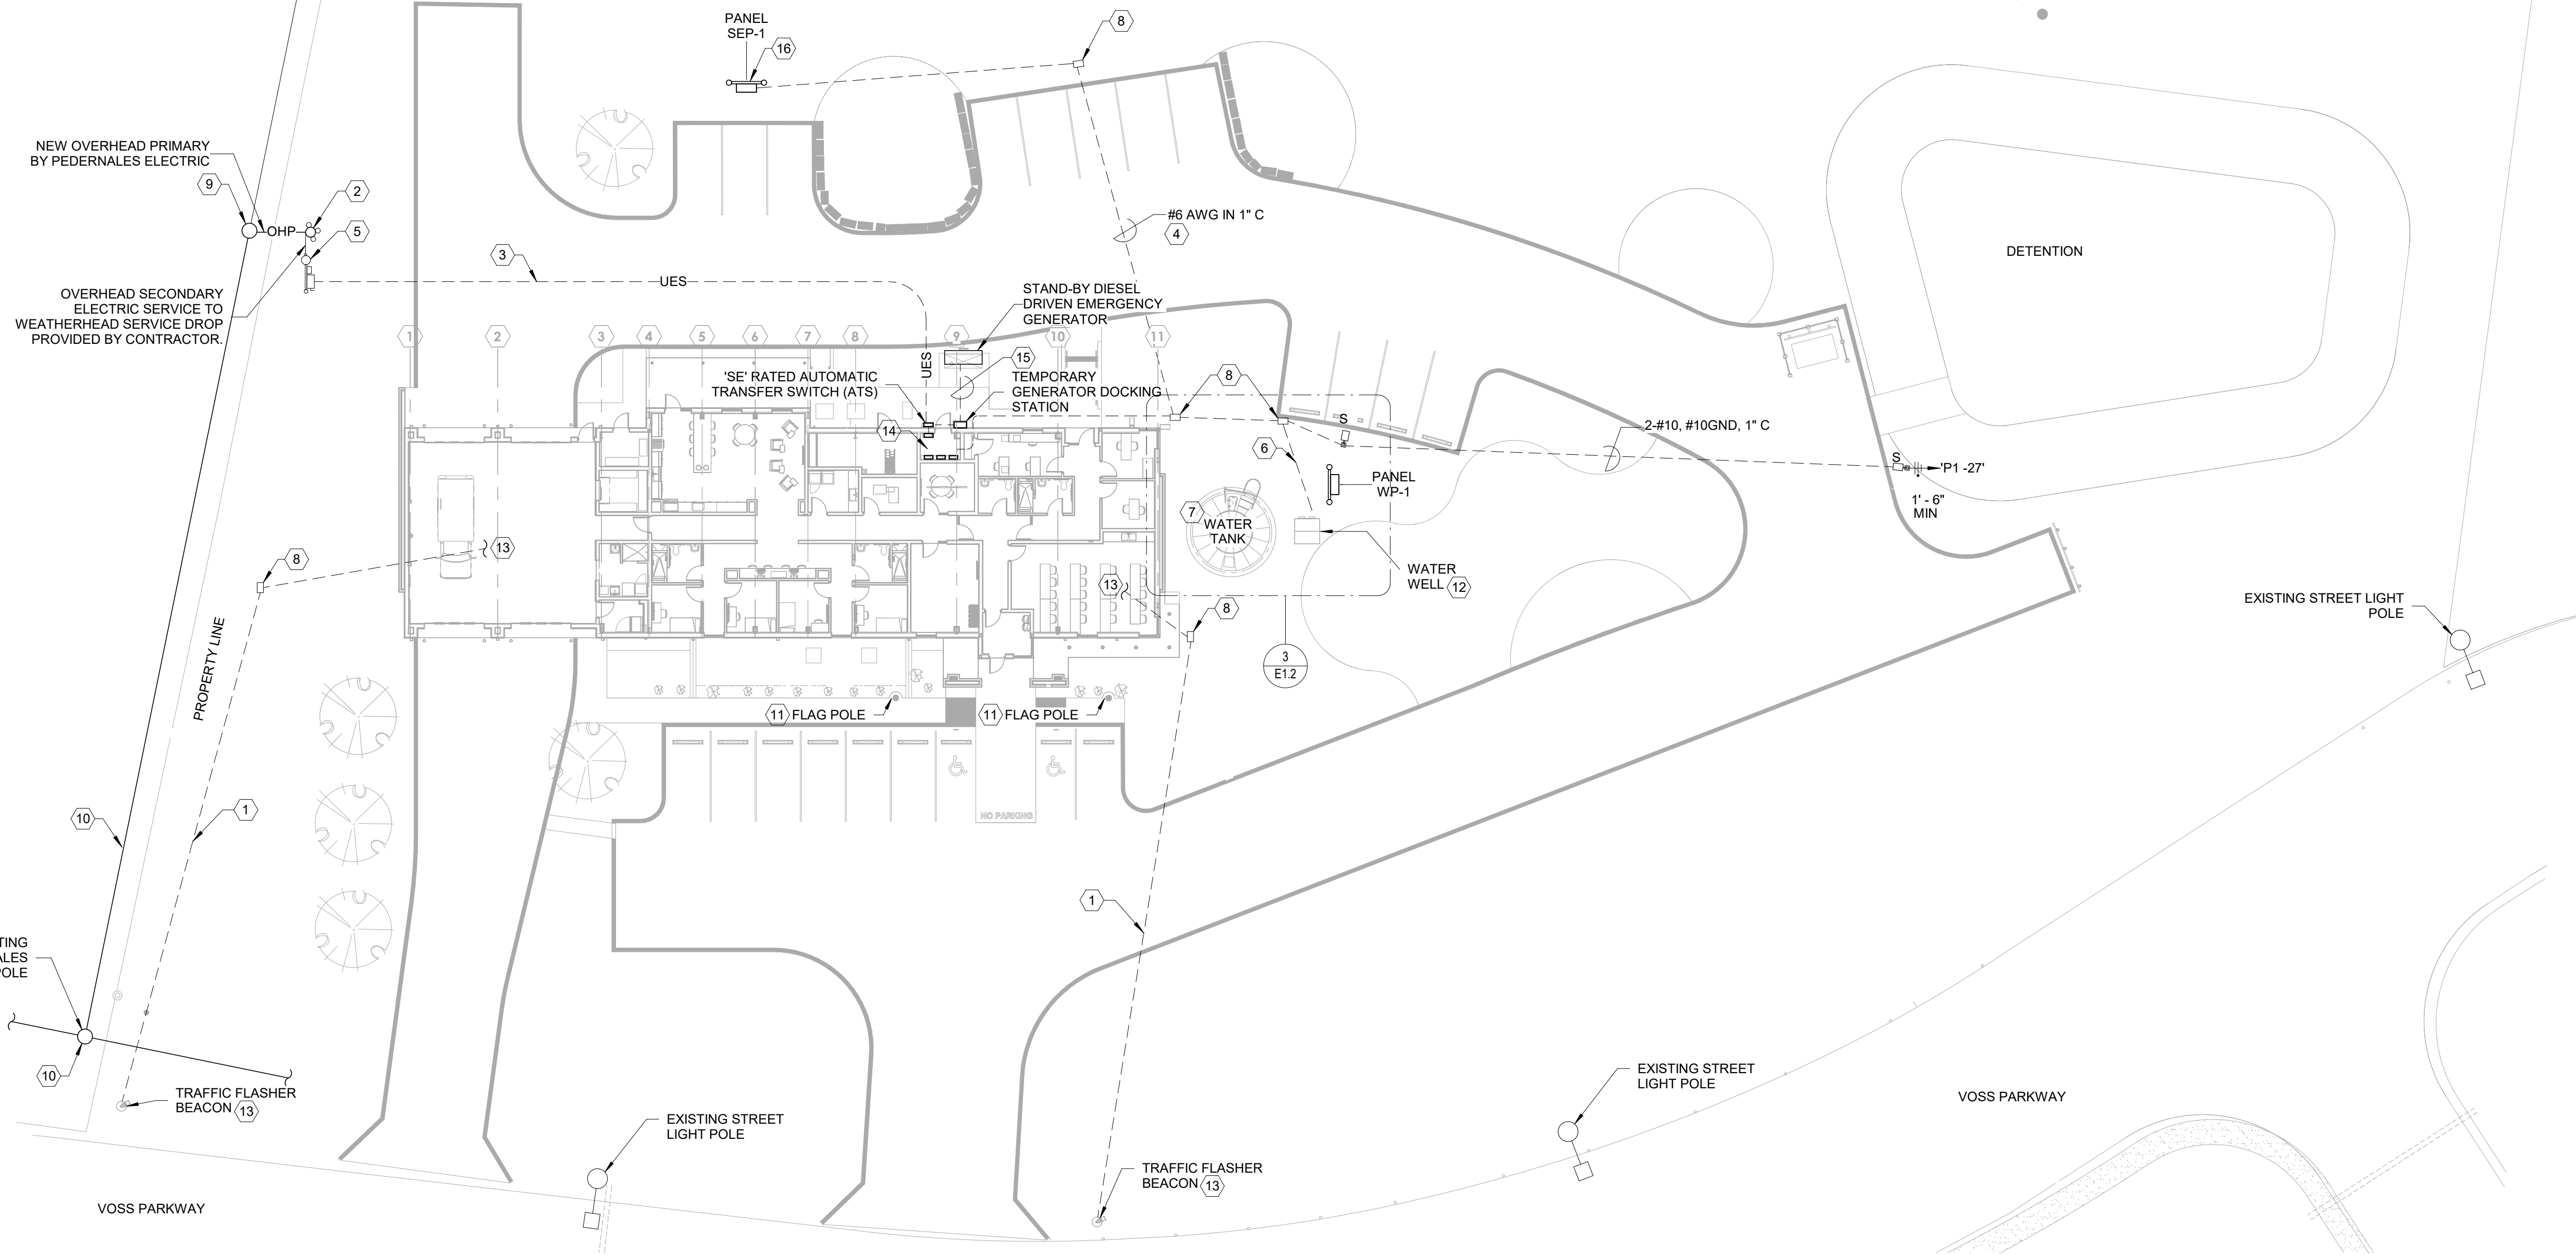 PANEL
SEP-1
16
8
NEW OVERHEAD PRIMARY
BY PEDERNALES ELECTRIC
9
2
OHP
5
3
UES
#6 AWG IN 1" C
4
DETENTION
OVERHEAD SECONDARY
ELECTRIC SERVICE TO
WEATHERHEAD SERVICE DROP
PROVIDED BY CONTRACTOR.
STAND-BY DIESEL
DRIVEN EMERGENCY
GENERATOR
1
2
3
4
5
6
7
8
9
10
11
UES
15
'SE' RATED AUTOMATIC
TRANSFER SWITCH (ATS)
TEMPORARY
GENERATOR DOCKING
STATION
8
14
S
2-#10, #10GND, 1" C
6
PANEL
WP-1
S
'P1 -27'
1' - 6"
MIN
7
WATER
TANK
13
8
WATER
WELL 12
13
8
EXISTING STREET LIGHT
POLE
3
E1.2
PROPERTY LINE
11 FLAG POLE
11 FLAG POLE
NO PARKING
10
1
1
TING
ALES
POLE
10
TRAFFIC FLASHER
BEACON 13
EXISTING STREET
LIGHT POLE
EXISTING STREET
LIGHT POLE
VOSS PARKWAY
TRAFFIC FLASHER
BEACON 13
VOSS PARKWAY